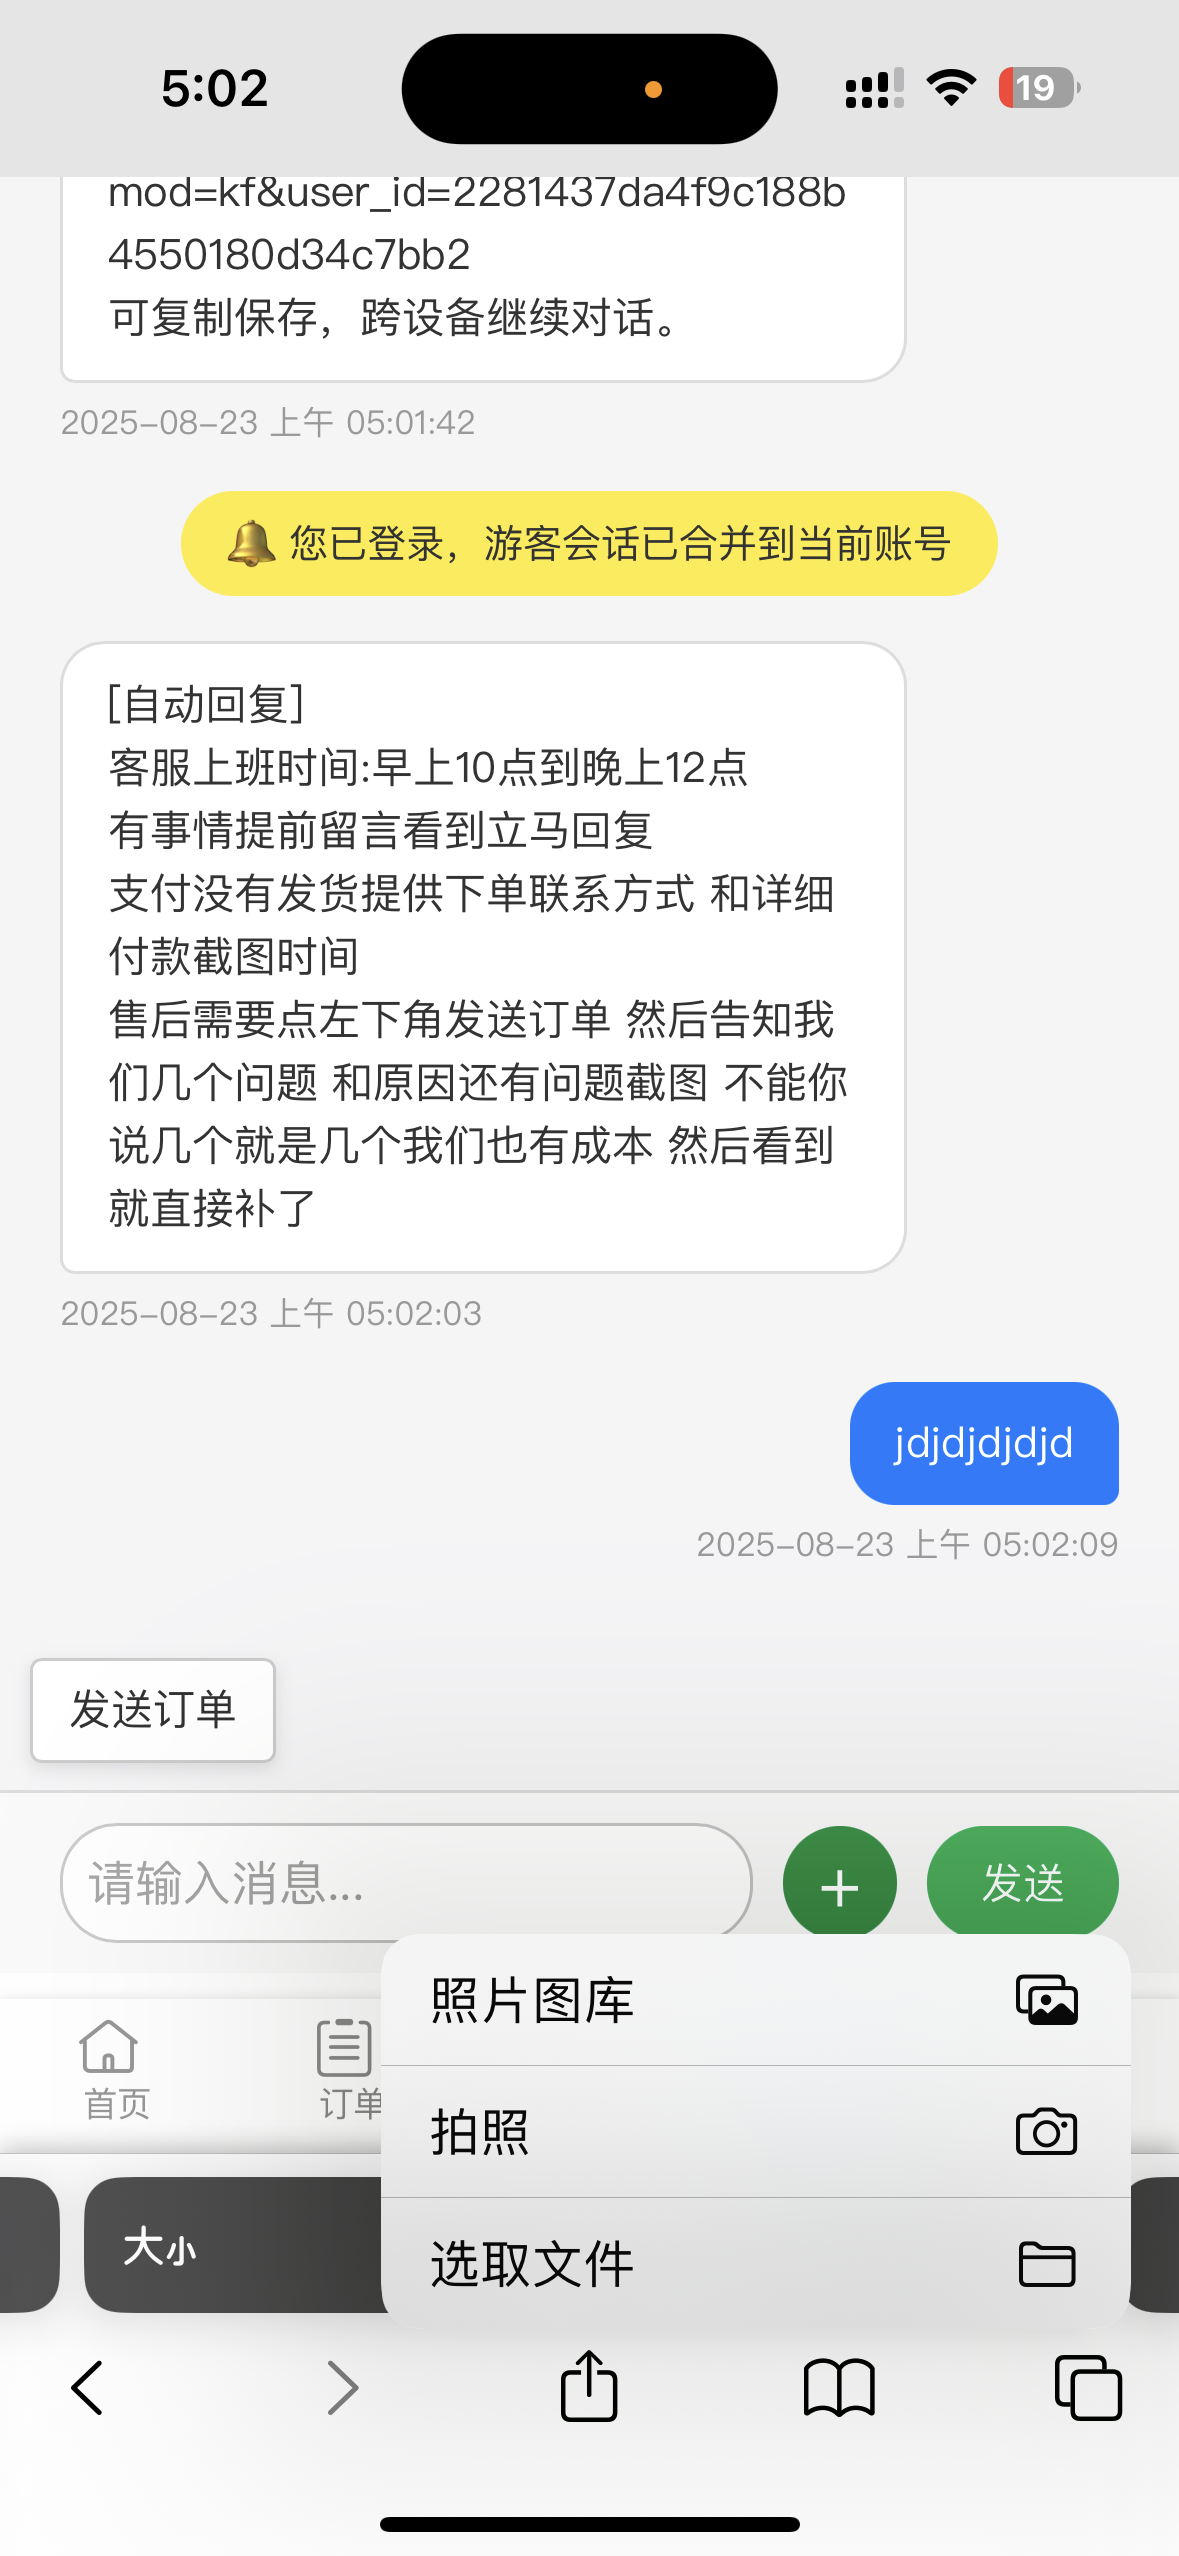 5:02
19
mod=kf&user_id=2281437da4f9c188b
4550180d34c7bb2
可复制保存，跨设备继续对话。
2025-08-23 上午 05:01:42
🔔 您已登录，游客会话已合并到当前账号
[自动回复]
客服上班时间:早上10点到晚上12点
有事情提前留言看到立马回复
支付没有发货提供下单联系方式 和详细
付款截图时间
售后需要点左下角发送订单 然后告知我
们几个问题 和原因还有问题截图 不能你
说几个就是几个我们也有成本 然后看到
就直接补了
2025-08-23 上午 05:02:03
jdjdjdjdjd
2025-08-23 上午 05:02:09
发送订单
请输入消息...
+
发送
照片图库
拍照
选取文件
首页
订单
大小